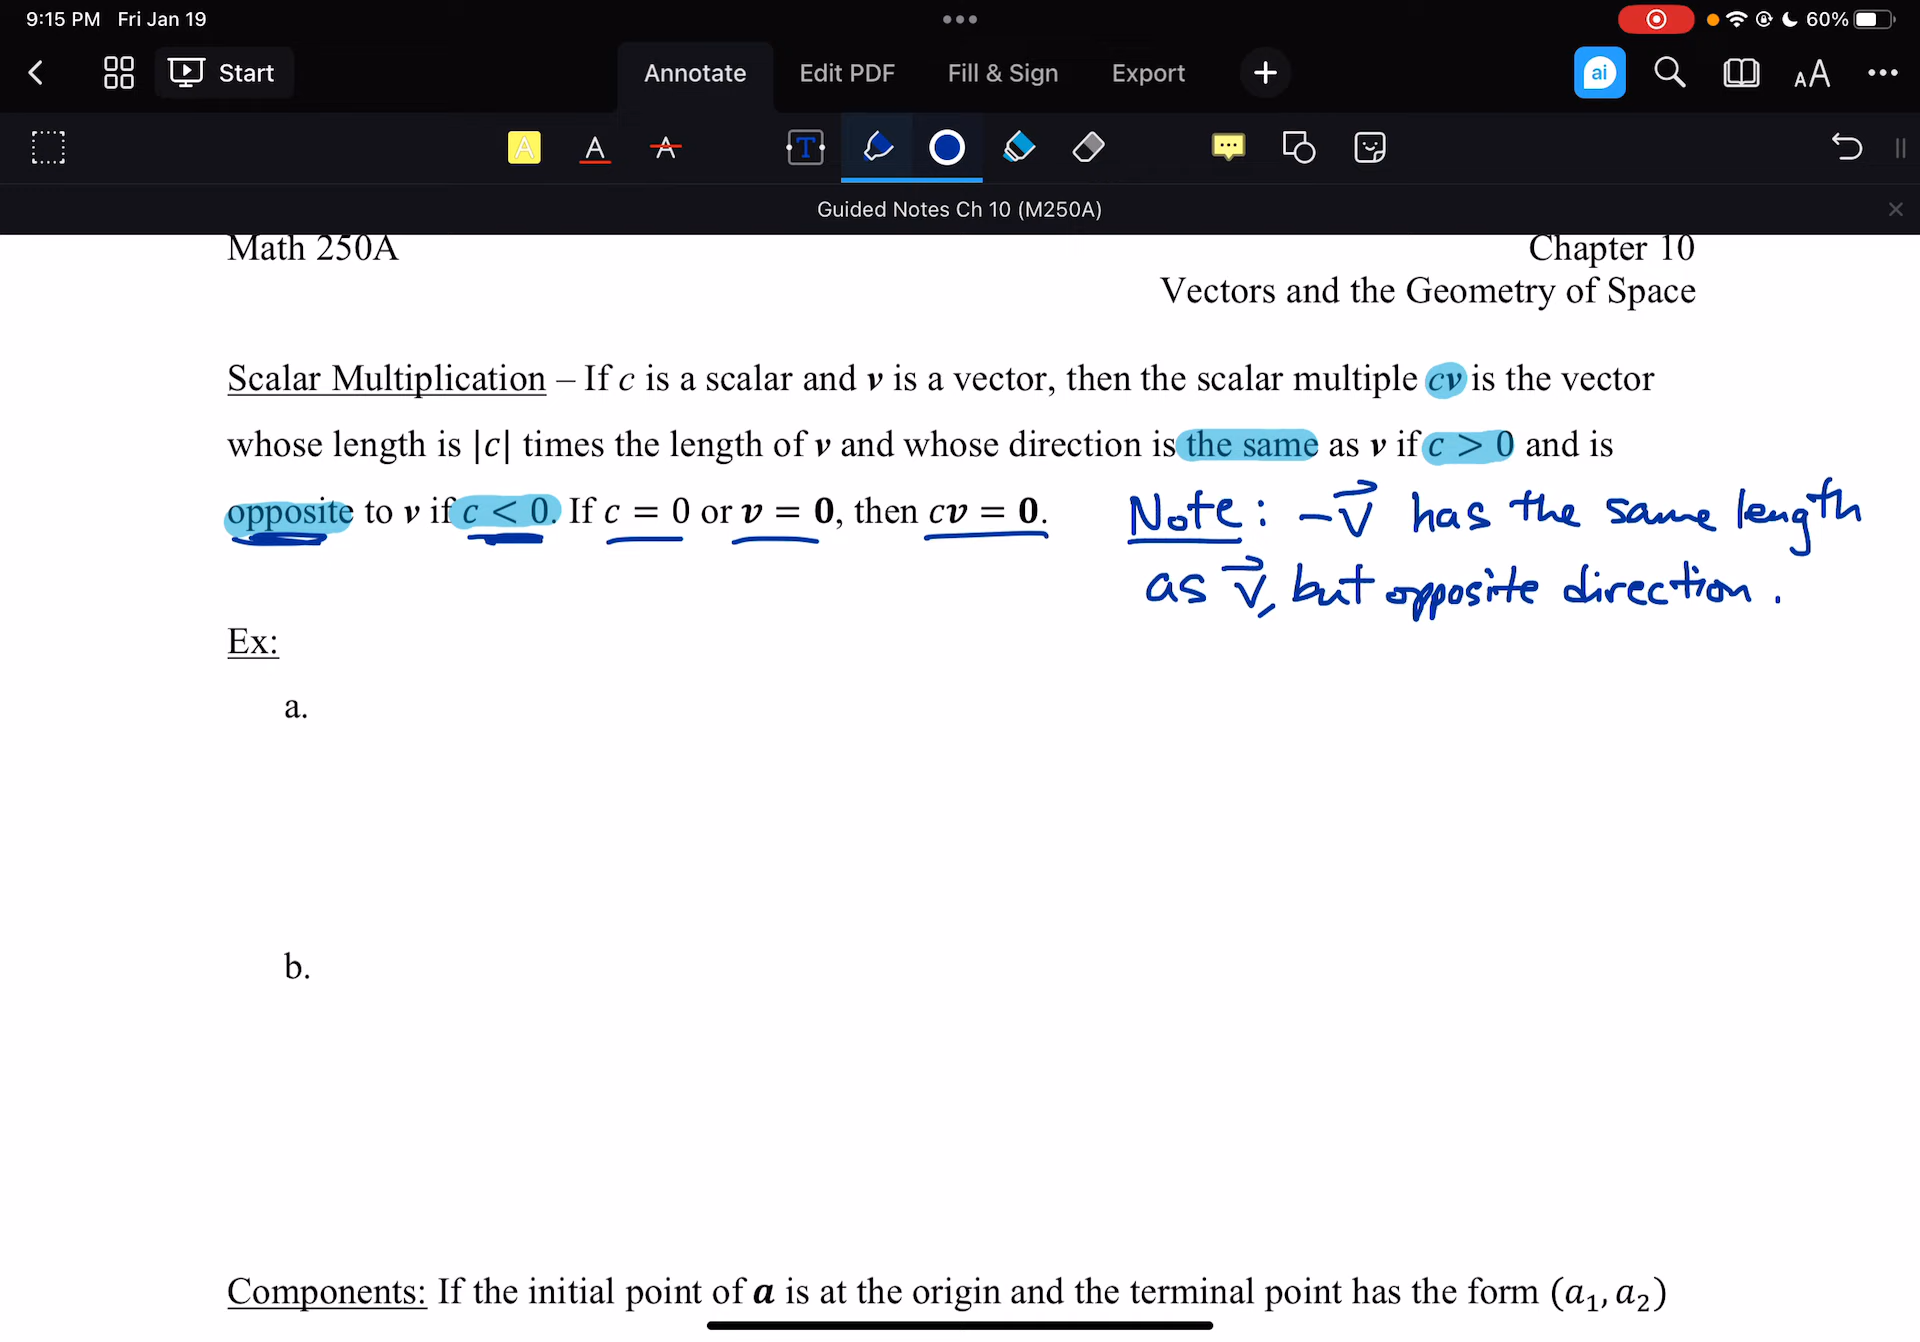 9:15 PM Fri Jan 19
60%
Start
Annotate
Edit PDF
Fill & Sign
Export
ai
AA
A A A T
Guided Notes Ch 10 (M250A)
Math 250A Chapter 10
Vectors and the Geometry of Space
Scalar Multiplication – If c is a scalar and v is a vector, then the scalar multiple cv is the vector
whose length is |c| times the length of v and whose direction is the same as v if c > 0 and is
opposite to v if c < 0. If c = 0 or v = 0, then cv = 0.
Note: -v⃗ has the same length
as v⃗, but opposite direction.
Ex:
a.
b.
Components: If the initial point of a is at the origin and the terminal point has the form (a₁, a₂)